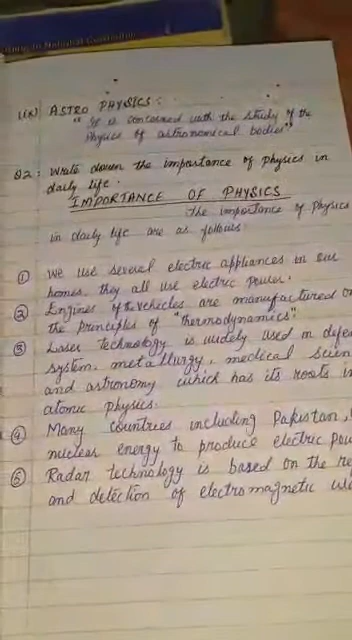 (ix) ASTRO PHYSICS:
"It is concerned with the study of the
physics of astronomical bodies"
Q2: Write down the importance of physics in
daily life.
IMPORTANCE OF PHYSICS
The importance of physics
in daily life are as follows:
① We use several electric appliances in our
homes, they all use electric power.
② Engines of the vehicles are manufactured on
the principles of "thermodynamics"
③ Laser technology is widely used in defe
system, metallurgy, medical scien
and astronomy which has its roots in
atomic physics.
④ Many countries including Pakistan,
nuclear energy to produce electric pow
⑤ Radar technology is based on the re
and detection of electromagnetic wa